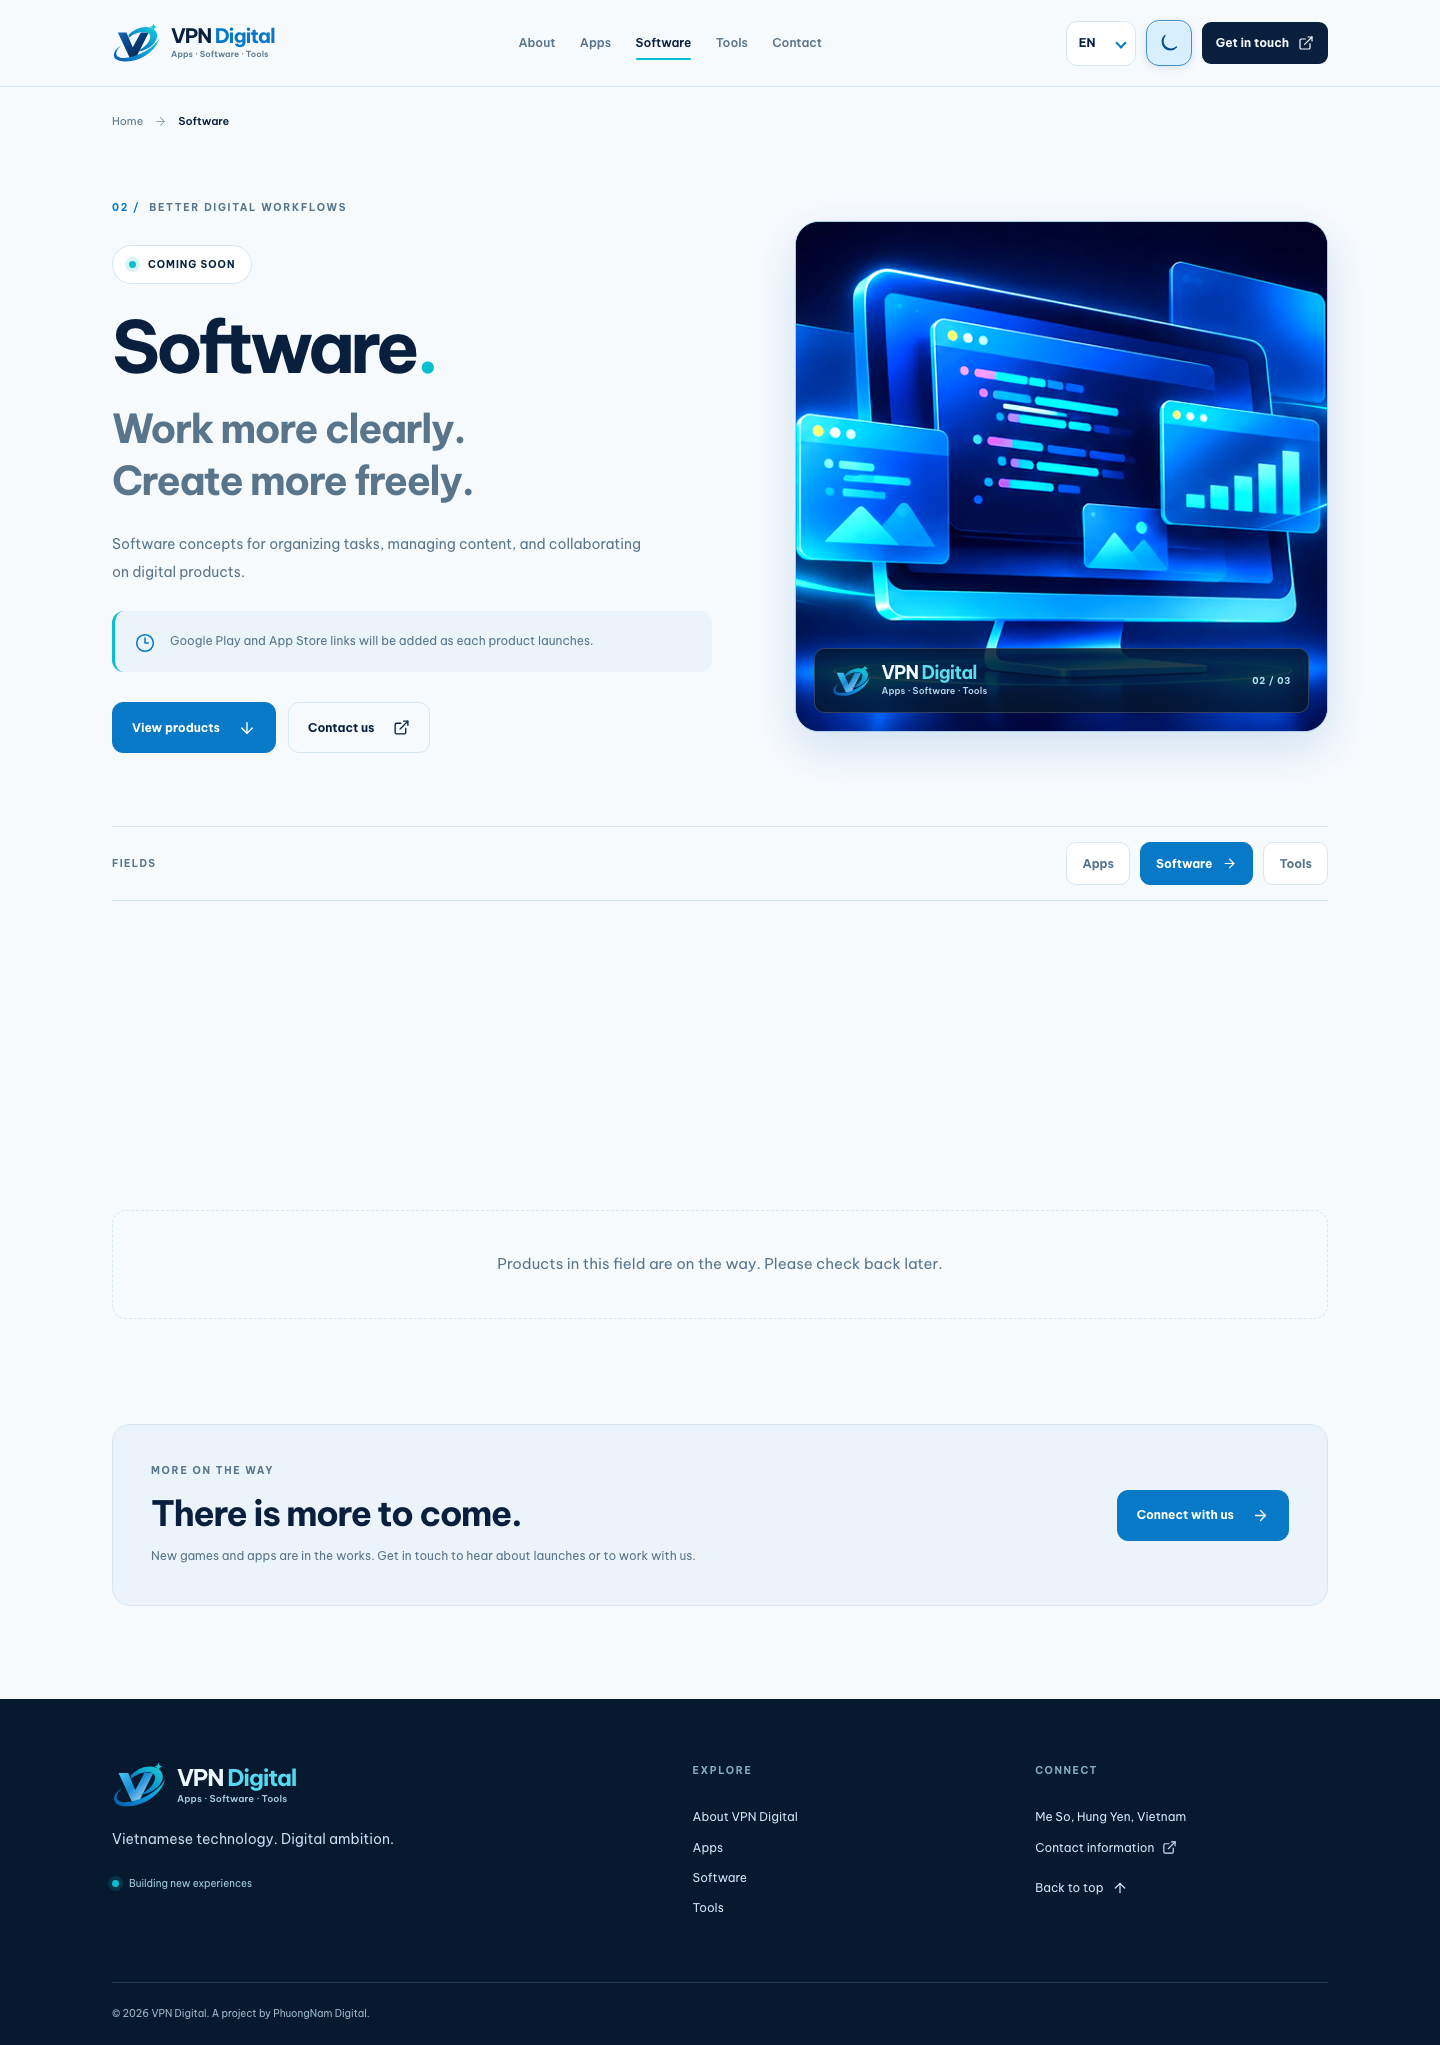 VPN Digital
Apps · Software · Tools
About
Apps
Software
Tools
Contact
EN
Get in touch
Home
Software
02 / BETTER DIGITAL WORKFLOWS
COMING SOON
Software.
Work more clearly.
Create more freely.
Software concepts for organizing tasks, managing content, and collaborating
on digital products.
Google Play and App Store links will be added as each product launches.
View products
Contact us
VPN Digital
Apps · Software · Tools
02 / 03
FIELDS
Apps
Software
Tools
Products in this field are on the way. Please check back later.
MORE ON THE WAY
There is more to come.
New games and apps are in the works. Get in touch to hear about launches or to work with us.
Connect with us
VPN Digital
Apps · Software · Tools
Vietnamese technology. Digital ambition.
Building new experiences
EXPLORE
About VPN Digital
Apps
Software
Tools
CONNECT
Me So, Hung Yen, Vietnam
Contact information
Back to top
© 2026 VPN Digital. A project by PhuongNam Digital.